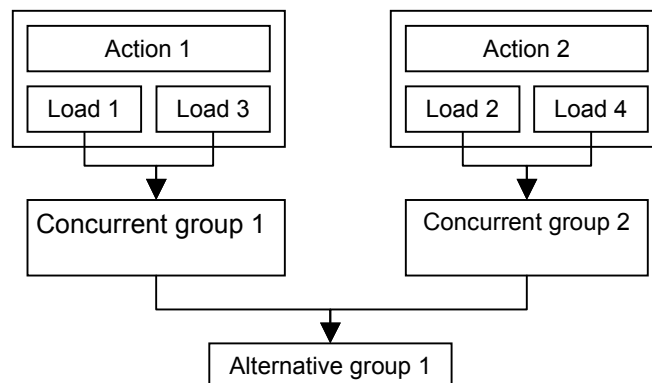 Action 1
Action 2
Load 1
Load 3
Load 2
Load 4
Concurrent group 1
Concurrent group 2
Alternative group 1